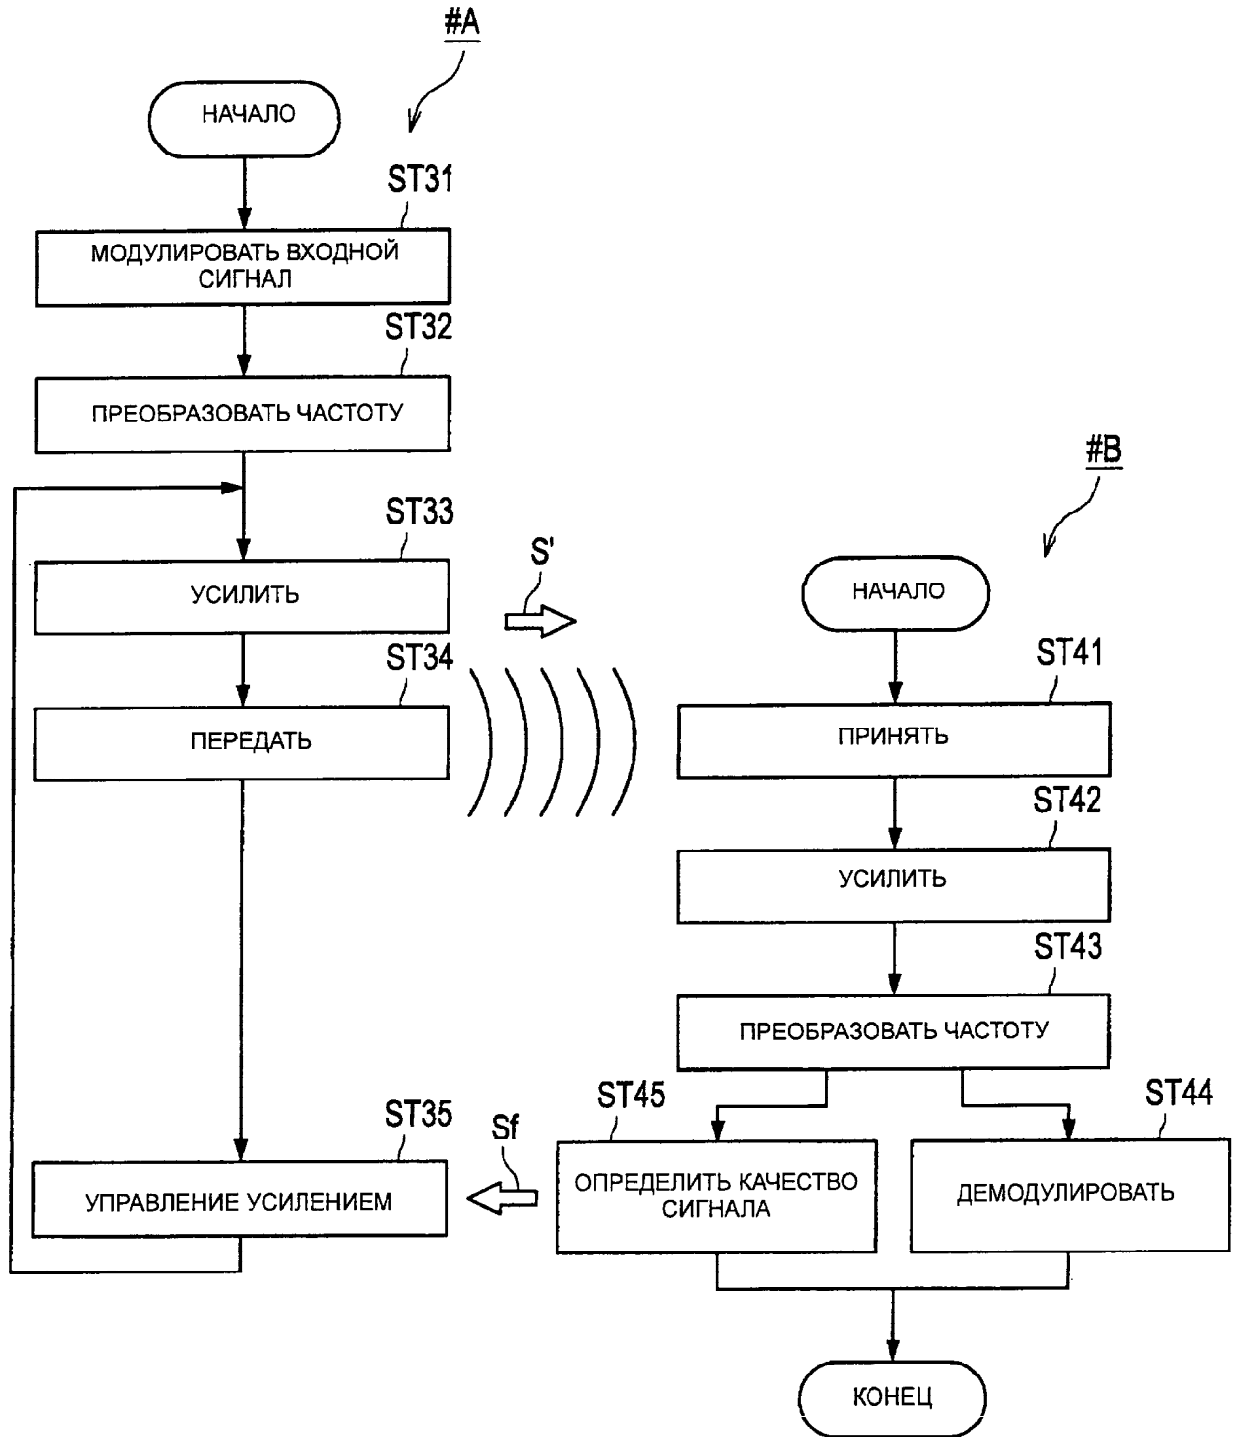 #A
НАЧАЛО
ST31
МОДУЛИРОВАТЬ ВХОДНОЙ
СИГНАЛ
ST32
ПРЕОБРАЗОВАТЬ ЧАСТОТУ
ST33
УСИЛИТЬ
S'
ST34
ПЕРЕДАТЬ
ST35
УПРАВЛЕНИЕ УСИЛЕНИЕМ
Sf
#B
НАЧАЛО
ST41
ПРИНЯТЬ
ST42
УСИЛИТЬ
ST43
ПРЕОБРАЗОВАТЬ ЧАСТОТУ
ST45
ОПРЕДЕЛИТЬ КАЧЕСТВО
СИГНАЛА
ST44
ДЕМОДУЛИРОВАТЬ
КОНЕЦ